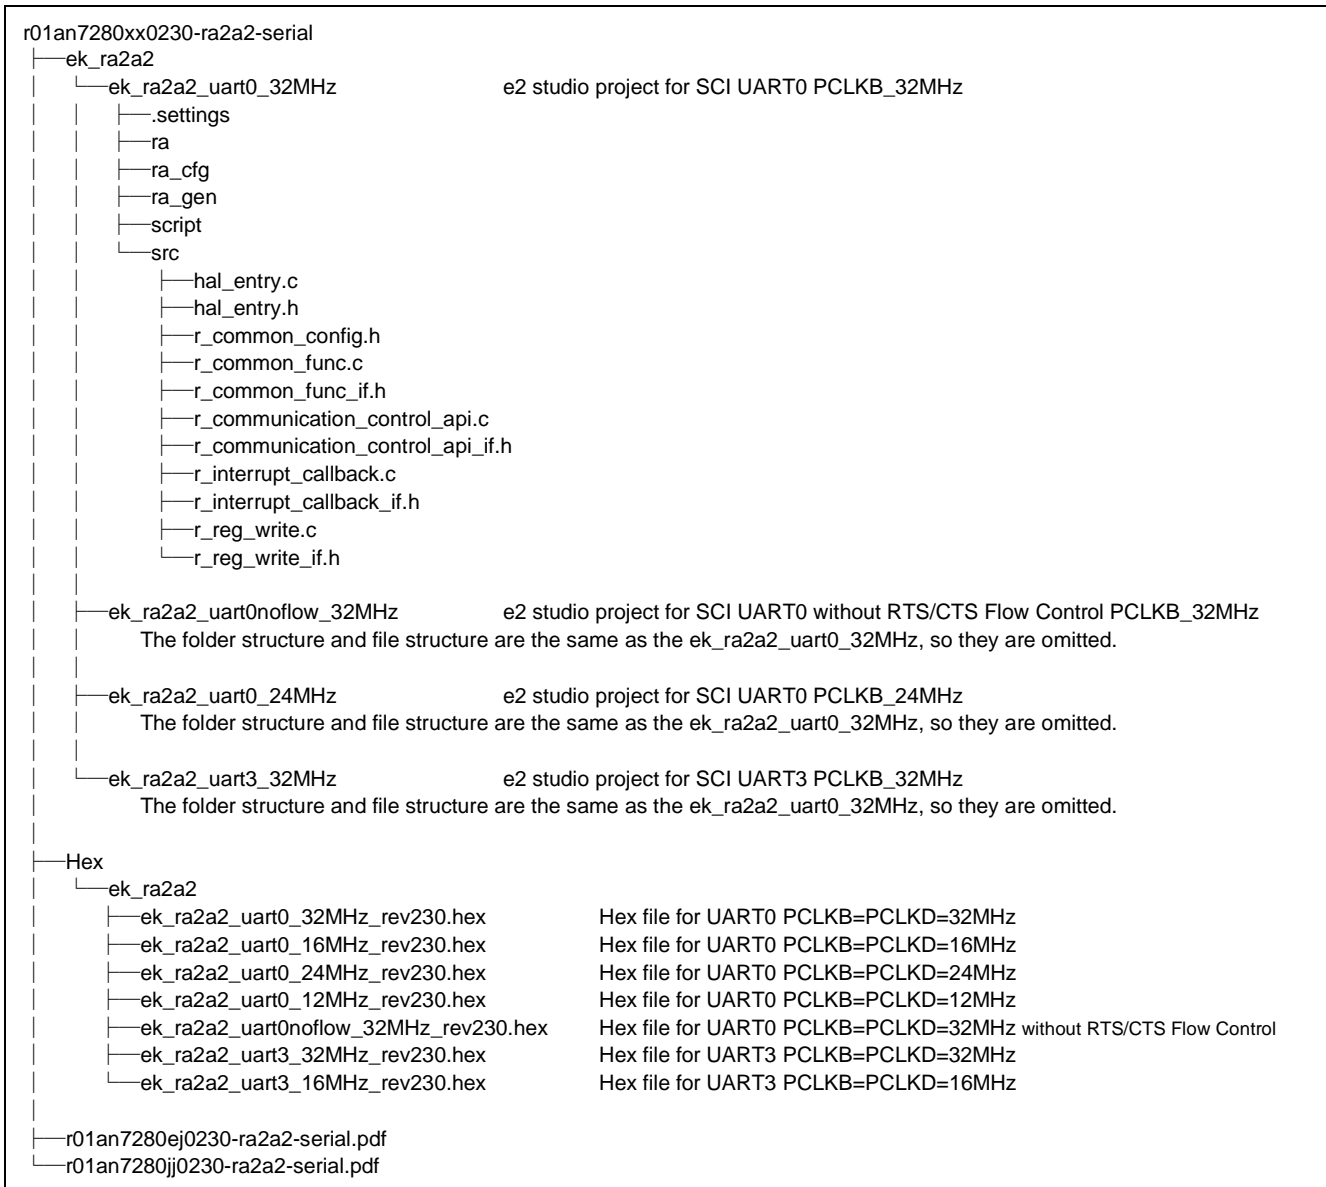 r01an7280xx0230-ra2a2-serial
ek_ra2a2
ek_ra2a2_uart0_32MHz e2 studio project for SCI UART0 PCLKB_32MHz
.settings
ra
ra_cfg
ra_gen
script
src
hal_entry.c
hal_entry.h
r_common_config.h
r_common_func.c
r_common_func_if.h
r_communication_control_api.c
r_communication_control_api_if.h
r_interrupt_callback.c
r_interrupt_callback_if.h
r_reg_write.c
r_reg_write_if.h
ek_ra2a2_uart0noflow_32MHz e2 studio project for SCI UART0 without RTS/CTS Flow Control PCLKB_32MHz
The folder structure and file structure are the same as the ek_ra2a2_uart0_32MHz, so they are omitted.
ek_ra2a2_uart0_24MHz e2 studio project for SCI UART0 PCLKB_24MHz
The folder structure and file structure are the same as the ek_ra2a2_uart0_32MHz, so they are omitted.
ek_ra2a2_uart3_32MHz e2 studio project for SCI UART3 PCLKB_32MHz
The folder structure and file structure are the same as the ek_ra2a2_uart0_32MHz, so they are omitted.
Hex
ek_ra2a2
ek_ra2a2_uart0_32MHz_rev230.hex Hex file for UART0 PCLKB=PCLKD=32MHz
ek_ra2a2_uart0_16MHz_rev230.hex Hex file for UART0 PCLKB=PCLKD=16MHz
ek_ra2a2_uart0_24MHz_rev230.hex Hex file for UART0 PCLKB=PCLKD=24MHz
ek_ra2a2_uart0_12MHz_rev230.hex Hex file for UART0 PCLKB=PCLKD=12MHz
ek_ra2a2_uart0noflow_32MHz_rev230.hex Hex file for UART0 PCLKB=PCLKD=32MHz without RTS/CTS Flow Control
ek_ra2a2_uart3_32MHz_rev230.hex Hex file for UART3 PCLKB=PCLKD=32MHz
ek_ra2a2_uart3_16MHz_rev230.hex Hex file for UART3 PCLKB=PCLKD=16MHz
r01an7280ej0230-ra2a2-serial.pdf
r01an7280jj0230-ra2a2-serial.pdf